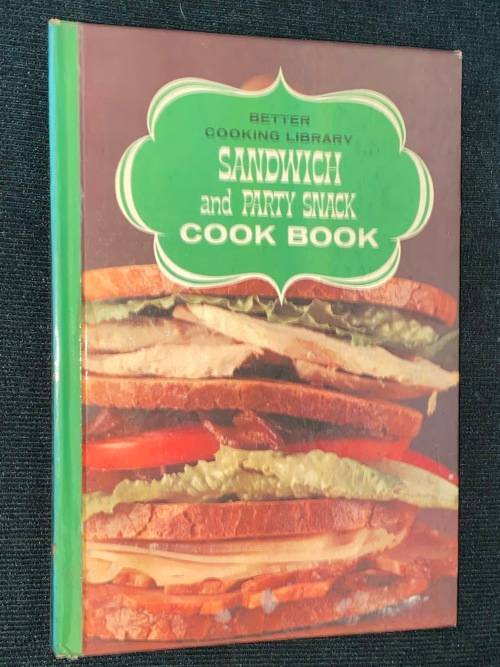 BETTER
COOKING LIBRARY
SANDWICH
and PARTY SNACK
COOK BOOK